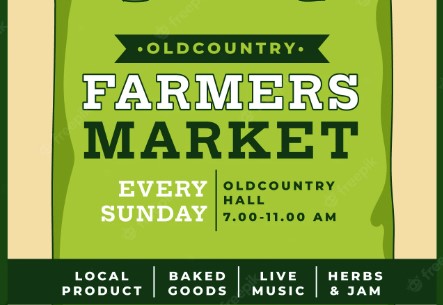 •OLDCOUNTRY•
FARMERS
MARKET
EVERY
SUNDAY
OLDCOUNTRY
HALL
7.00-11.00 AM
LOCAL
PRODUCT
BAKED
GOODS
LIVE
MUSIC
HERBS
& JAM